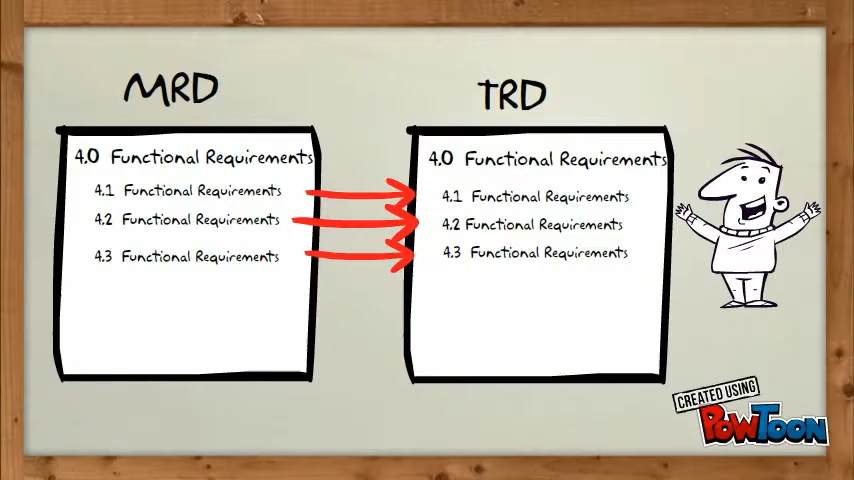 MRD
4.0 Functional Requirements
4.1 Functional Requirements
4.2 Functional Requirements
4.3 Functional Requirements
TRD
4.0 Functional Requirements
4.1 Functional Requirements
4.2 Functional Requirements
4.3 Functional Requirements
CREATED USING
POWTOON